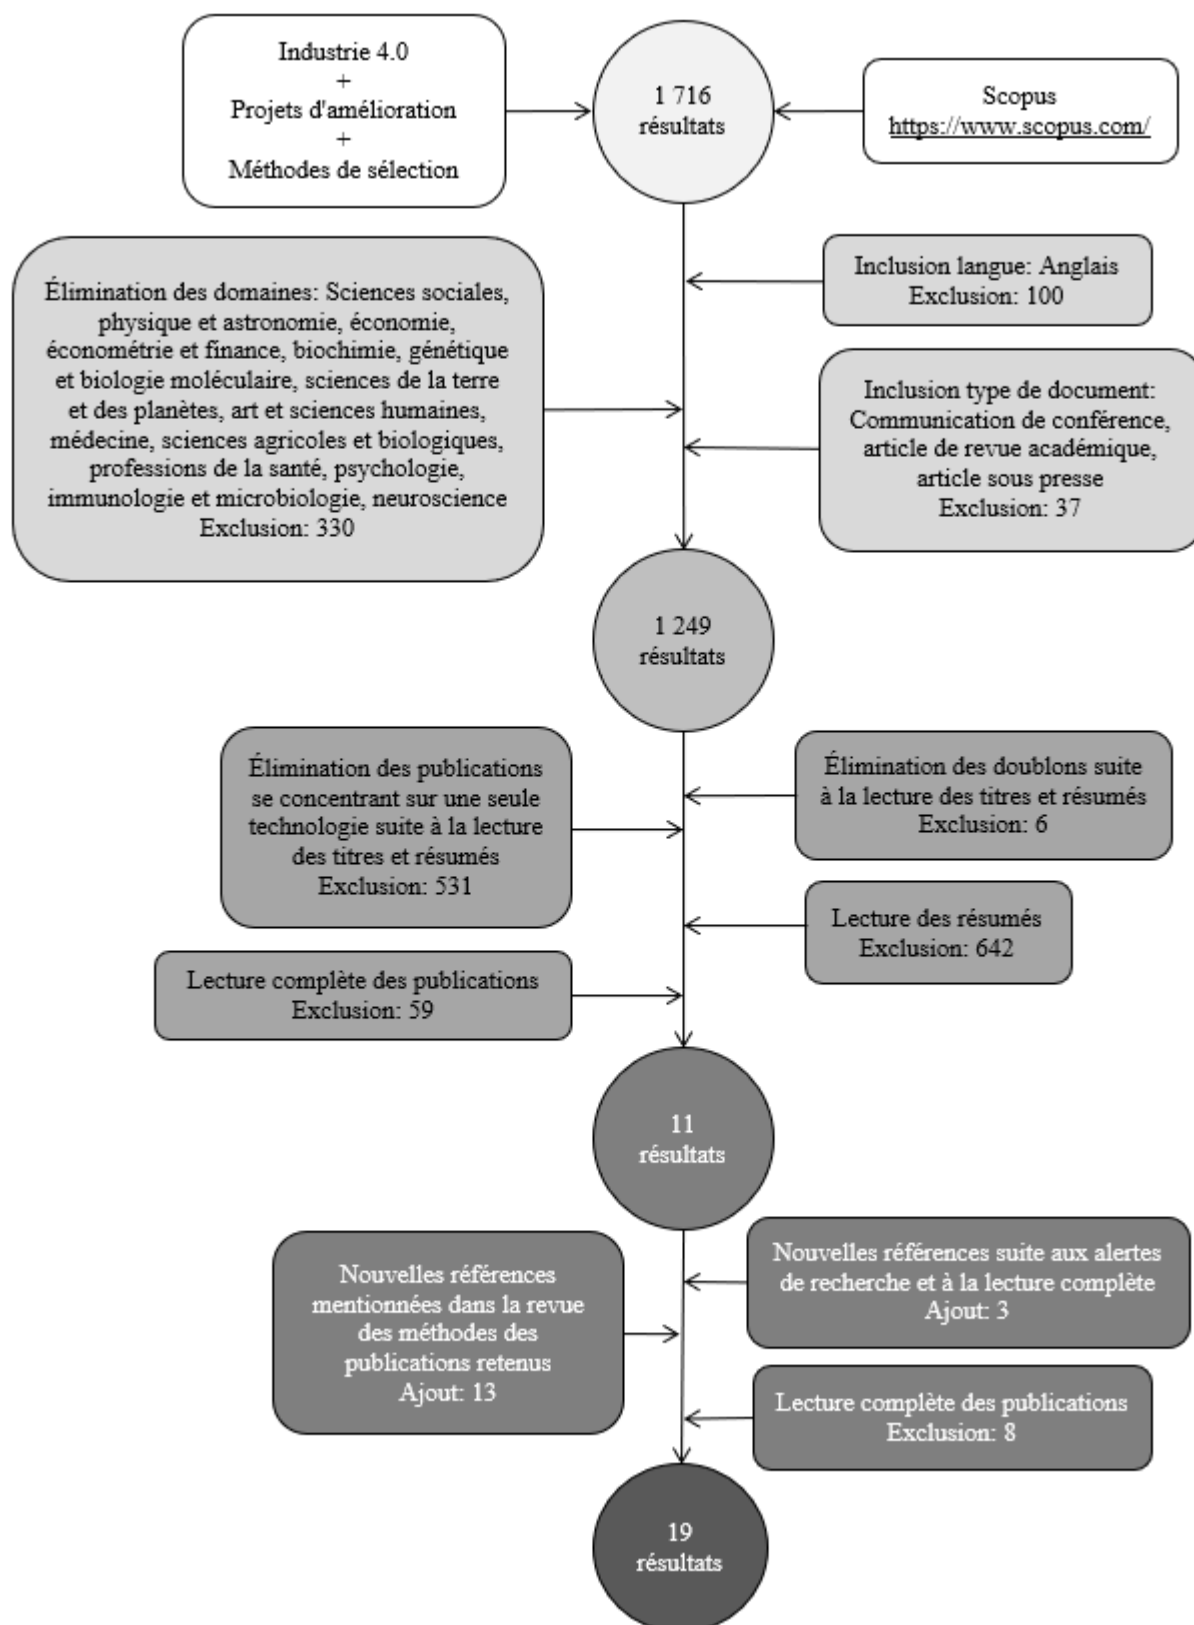 Industrie 4.0
+
Projets d'amélioration
+
Méthodes de sélection
1 716
résultats
Scopus
https://www.scopus.com/
Inclusion langue: Anglais
Exclusion: 100
Élimination des domaines: Sciences sociales,
physique et astronomie, économie,
économétrie et finance, biochimie, génétique
et biologie moléculaire, sciences de la terre
et des planètes, art et sciences humaines,
médecine, sciences agricoles et biologiques,
professions de la santé, psychologie,
immunologie et microbiologie, neuroscience
Exclusion: 330
Inclusion type de document:
Communication de conférence,
article de revue académique,
article sous presse
Exclusion: 37
1 249
résultats
Élimination des publications
se concentrant sur une seule
technologie suite à la lecture
des titres et résumés
Exclusion: 531
Élimination des doublons suite
à la lecture des titres et résumés
Exclusion: 6
Lecture des résumés
Exclusion: 642
Lecture complète des publications
Exclusion: 59
11
résultats
Nouvelles références
mentionnées dans la revue
des méthodes des
publications retenus
Ajout: 13
Nouvelles références suite aux alertes
de recherche et à la lecture complète
Ajout: 3
Lecture complète des publications
Exclusion: 8
19
résultats